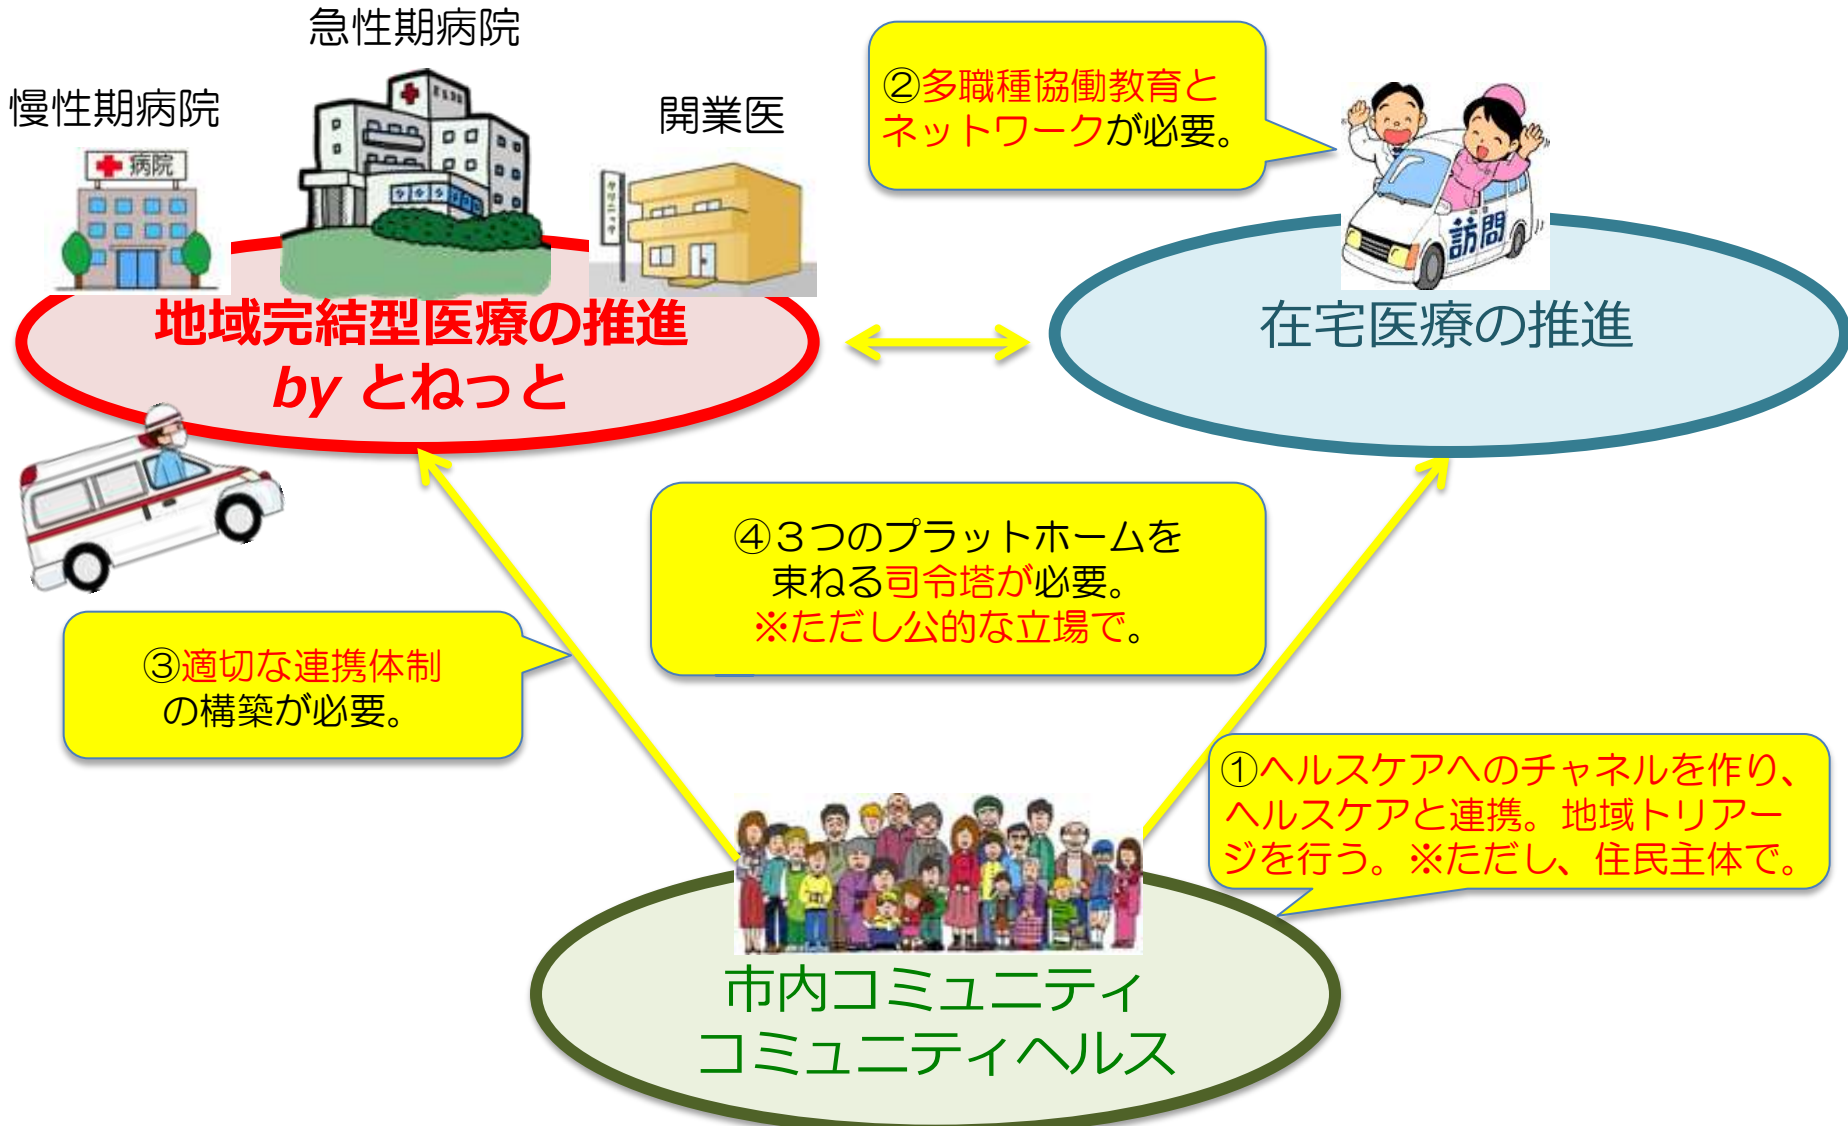 急性期病院
慢性期病院
開業医
病院
クリニック
②多職種協働教育と
ネットワークが必要。
訪問
地域完結型医療の推進
by とねっと
在宅医療の推進
④３つのプラットホームを
束ねる司令塔が必要。
※ただし公的な立場で。
③適切な連携体制
の構築が必要。
①ヘルスケアへのチャネルを作り、
ヘルスケアと連携。地域トリアー
ジを行う。※ただし、住民主体で。
市内コミュニティ
コミュニティヘルス